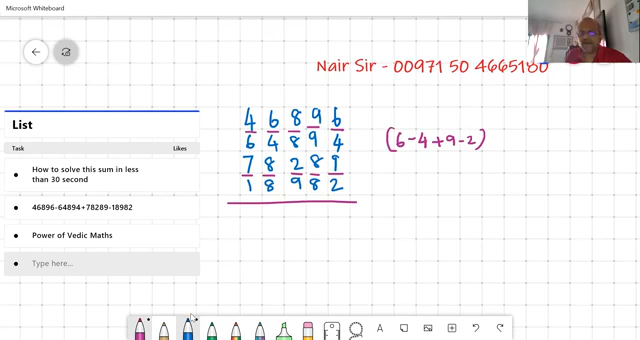 Microsoft Whiteboard
Nair Sir - 00971 50 4665180
4 6 8 9 6
6 4 8 9 4
7 8 2 8 9
1 8 9 8 2
(6-4+9-2)
List
Task Likes
How to solve this sum in less
than 30 second
46896-64894+78289-18982
Power of Vedic Maths
Type here...
A